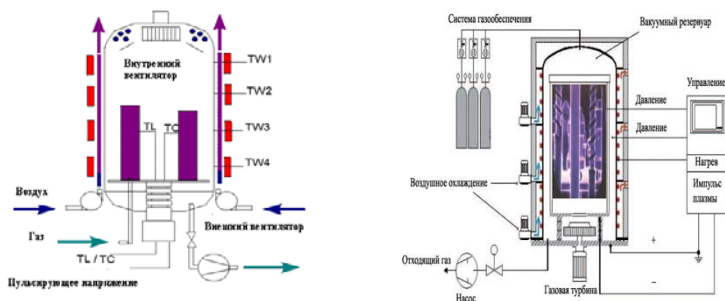 Внутренний
вентилятор
TW1
TW2
TW3
TW4
TL
TC
Воздух
Внешний
вентилятор
Газ
TL / TC
Пульсирующее напряжение
Система газообеспечения
Вакуумный резервуар
Управление
Давление
Давление
Нагрев
Импульс
плазмы
Воздушное охлаждение
+
−
Отходящий газ
Насос
Газовая турбина